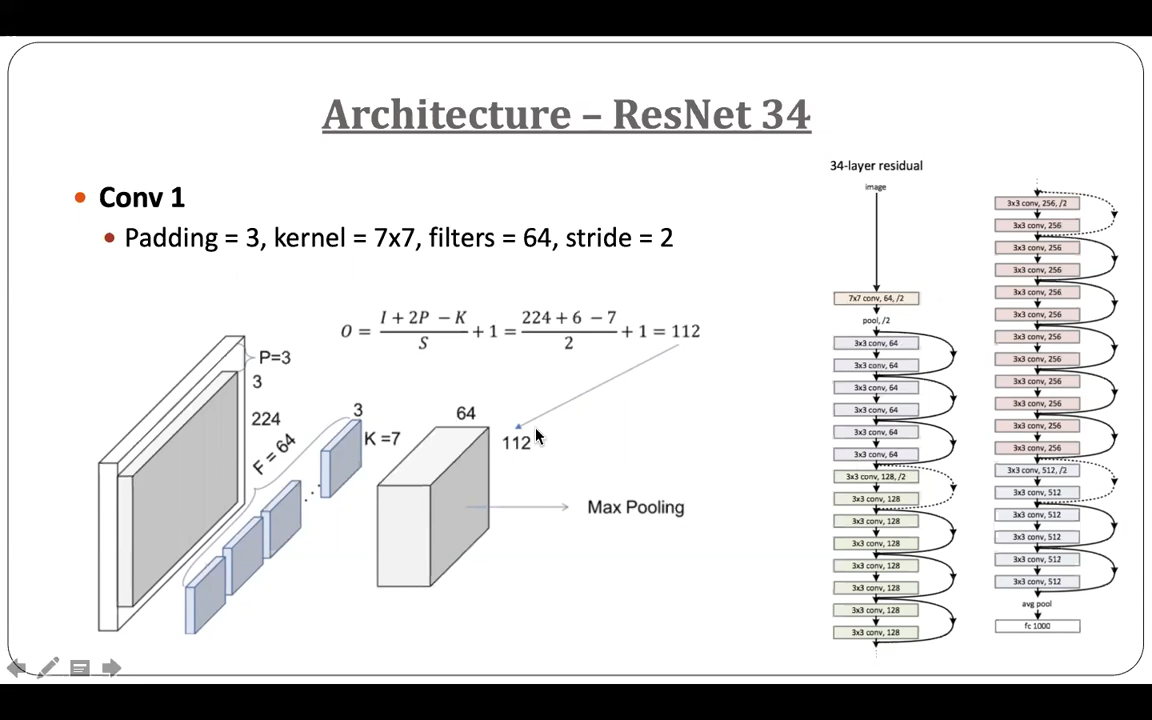 Architecture – ResNet 34
• Conv 1
• Padding = 3, kernel = 7x7, filters = 64, stride = 2
O = (I + 2P − K)/S + 1 = (224 + 6 − 7)/2 + 1 = 112
P=3
3
224
F = 64
3
K =7
64
112
Max Pooling
34-layer residual
image
7x7 conv, 64, /2
pool, /2
3x3 conv, 64
3x3 conv, 64
3x3 conv, 64
3x3 conv, 64
3x3 conv, 64
3x3 conv, 64
3x3 conv, 128, /2
3x3 conv, 128
3x3 conv, 128
3x3 conv, 128
3x3 conv, 128
3x3 conv, 128
3x3 conv, 128
3x3 conv, 128
3x3 conv, 256, /2
3x3 conv, 256
3x3 conv, 256
3x3 conv, 256
3x3 conv, 256
3x3 conv, 256
3x3 conv, 256
3x3 conv, 256
3x3 conv, 256
3x3 conv, 256
3x3 conv, 256
3x3 conv, 256
3x3 conv, 512, /2
3x3 conv, 512
3x3 conv, 512
3x3 conv, 512
3x3 conv, 512
3x3 conv, 512
avg pool
fc 1000